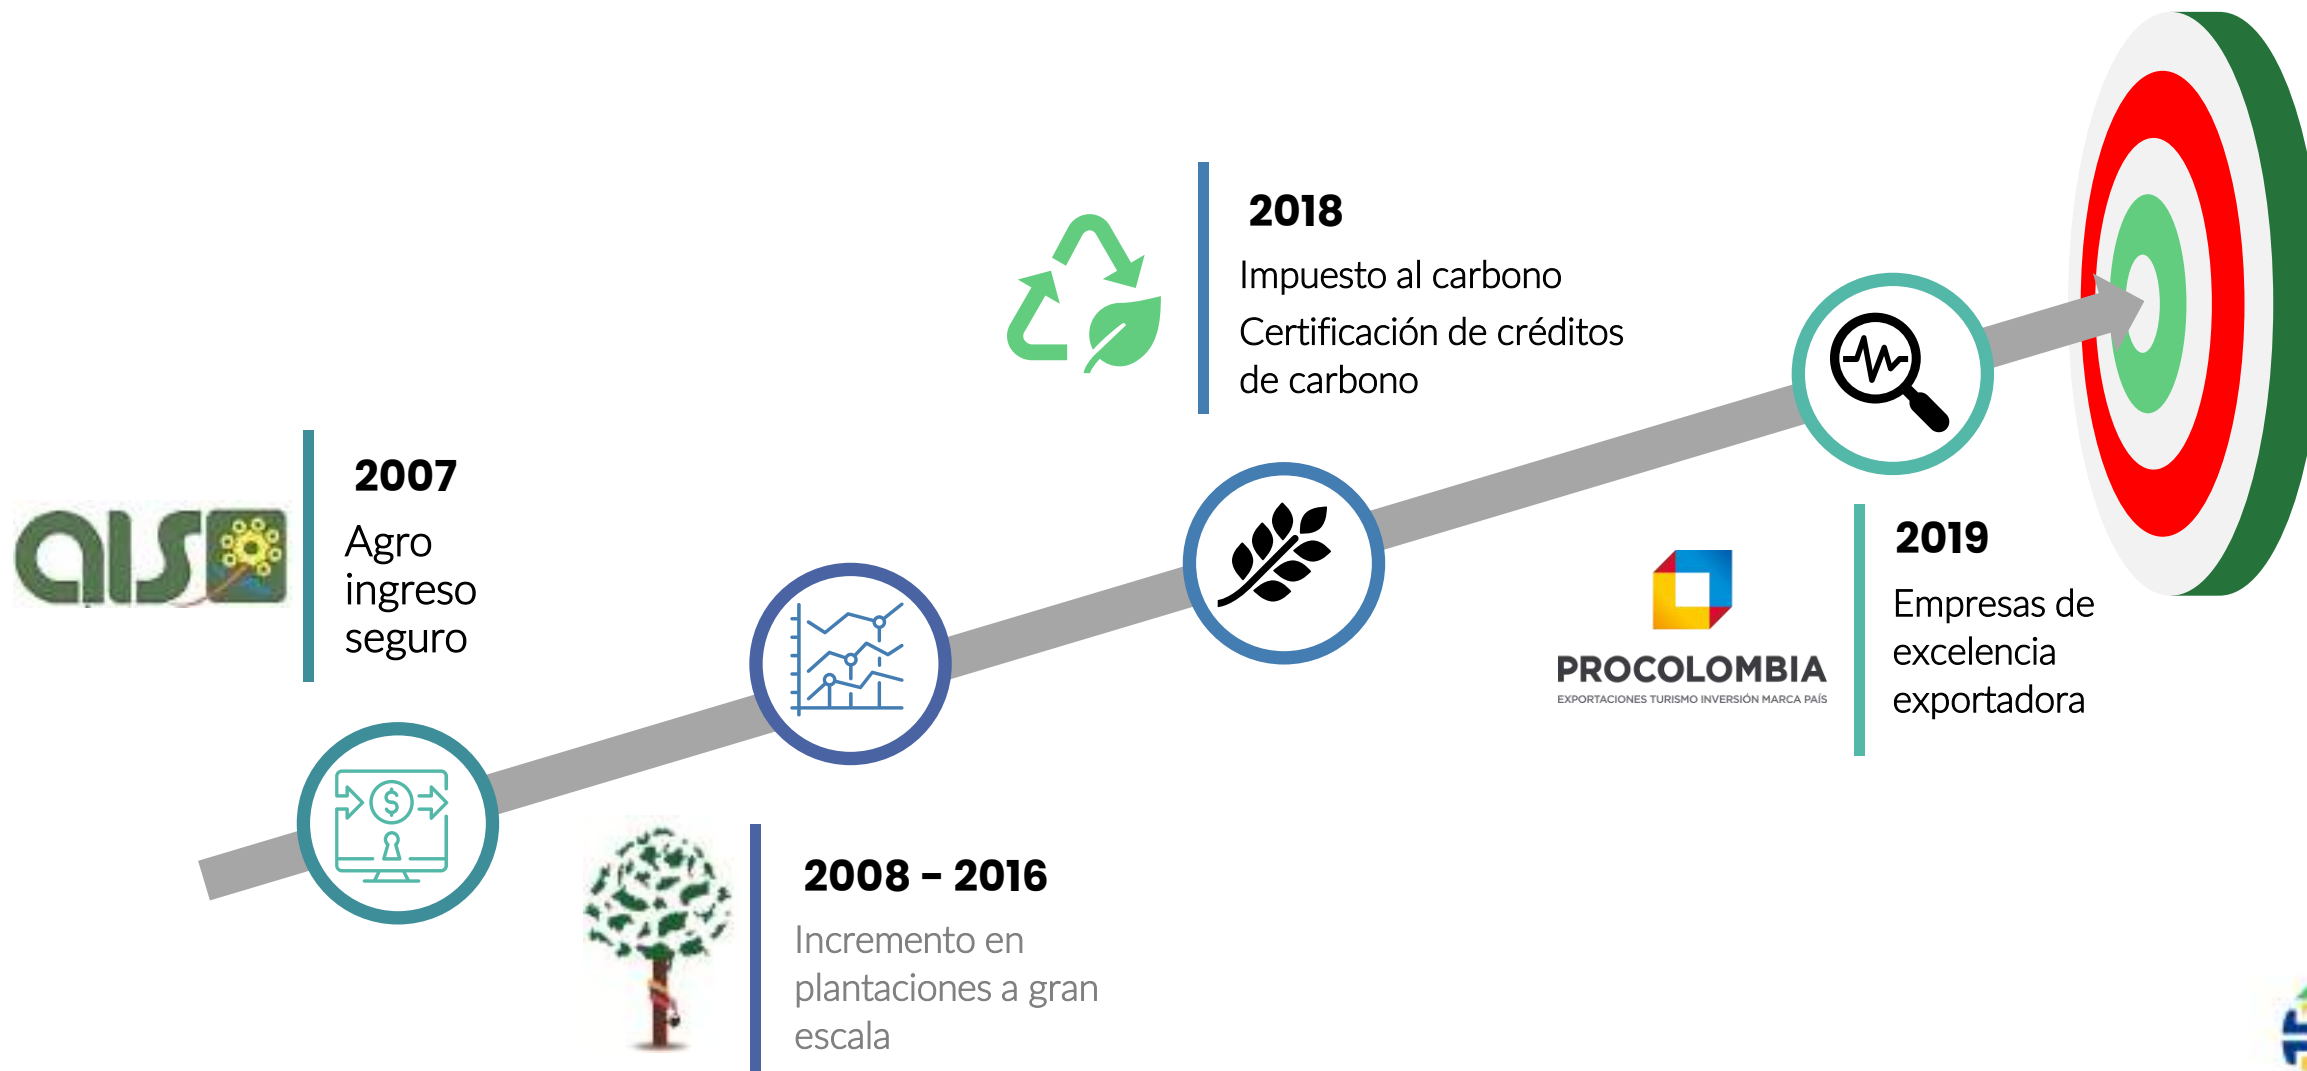 2007
Agro
ingreso
seguro
aiS
2008 – 2016
Incremento en
plantaciones a gran
escala
2018
Impuesto al carbono
Certificación de créditos
de carbono
2019
Empresas de
excelencia
exportadora
PROCOLOMBIA
EXPORTACIONES TURISMO INVERSIÓN MARCA PAÍS
$